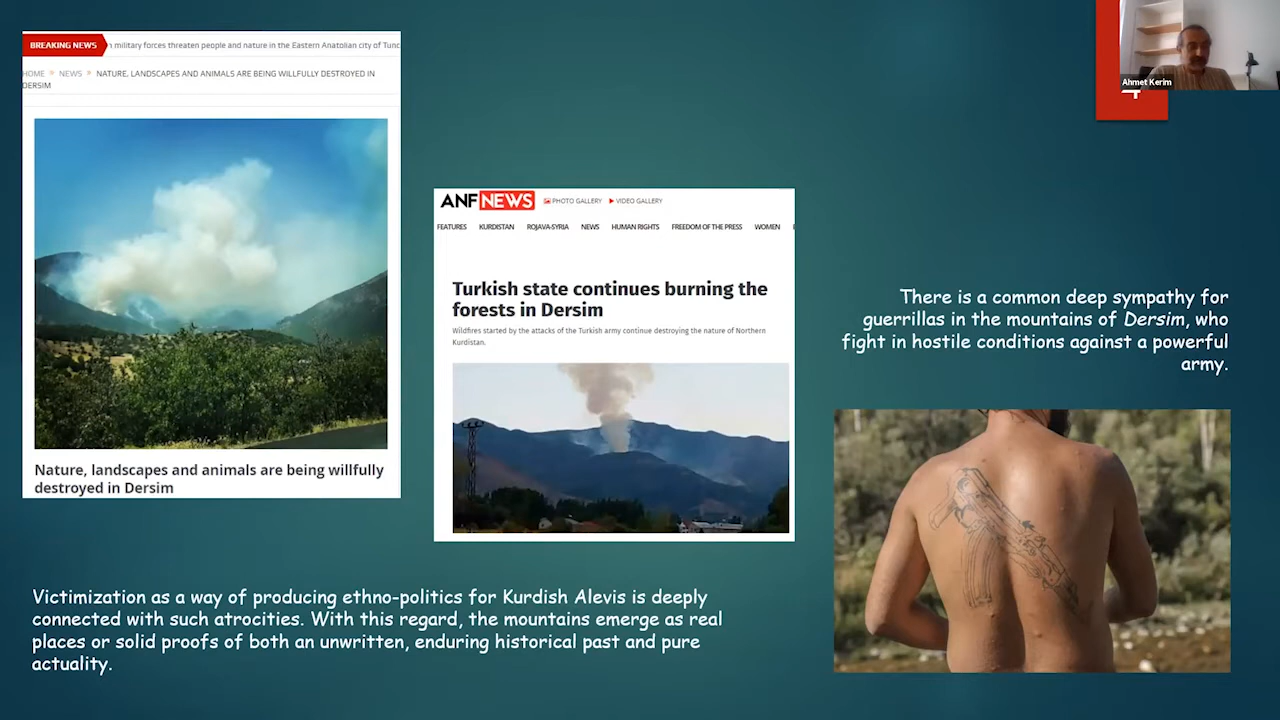 BREAKING NEWS
military forces threaten people and nature in the Eastern Anatolian city of Tunc
HOME » NEWS » NATURE, LANDSCAPES AND ANIMALS ARE BEING WILLFULLY DESTROYED IN
DERSIM
Nature, landscapes and animals are being willfully
destroyed in Dersim
ANF NEWS
PHOTO GALLERY
VIDEO GALLERY
FEATURES KURDISTAN ROJAVA-SYRIA NEWS HUMAN RIGHTS FREEDOM OF THE PRESS WOMEN
Turkish state continues burning the
forests in Dersim
Wildfires started by the attacks of the Turkish army continue destroying the nature of Northern
Kurdistan.
Ahmet Kerim
There is a common deep sympathy for
guerrillas in the mountains of Dersim, who
fight in hostile conditions against a powerful
army.
Victimization as a way of producing ethno-politics for Kurdish Alevis is deeply
connected with such atrocities. With this regard, the mountains emerge as real
places or solid proofs of both an unwritten, enduring historical past and pure
actuality.